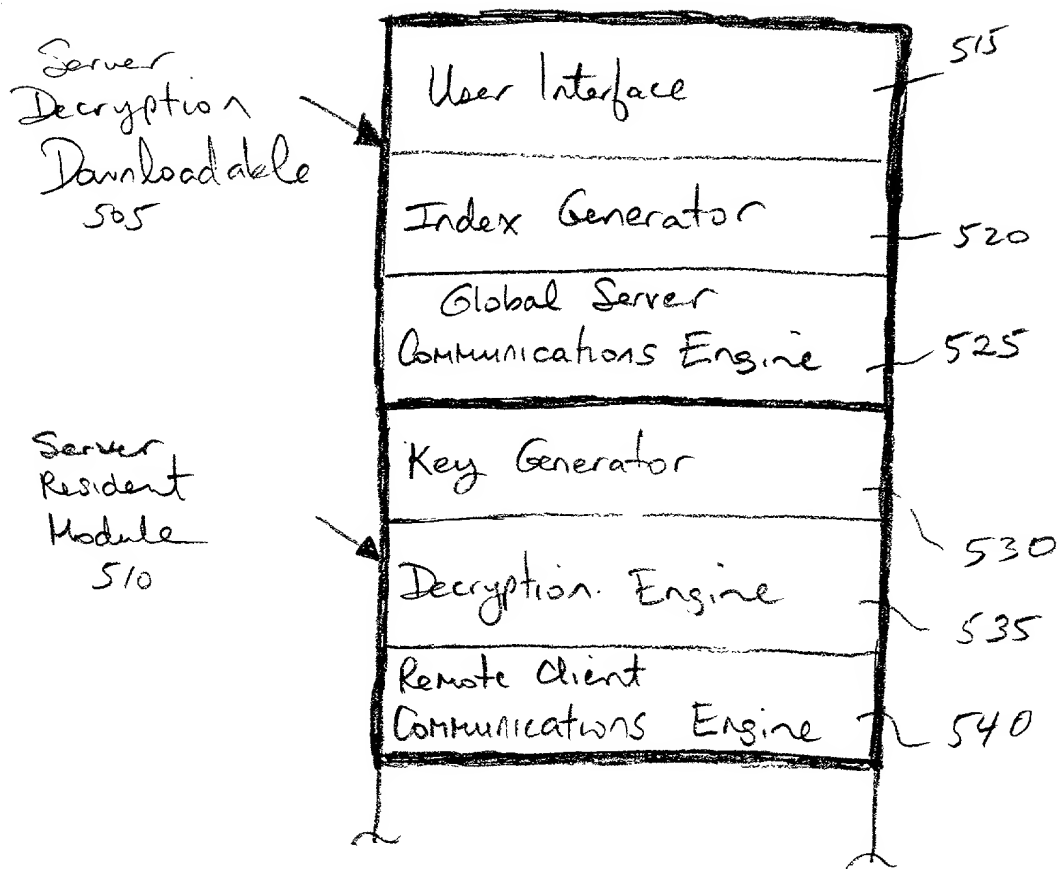 Server
Decryption
Downloadable
505
User Interface
515
Index Generator
520
Global Server
Communications Engine
525
Server
Resident
Module
510
Key Generator
530
Decryption Engine
535
Remote Client
Communications Engine
540